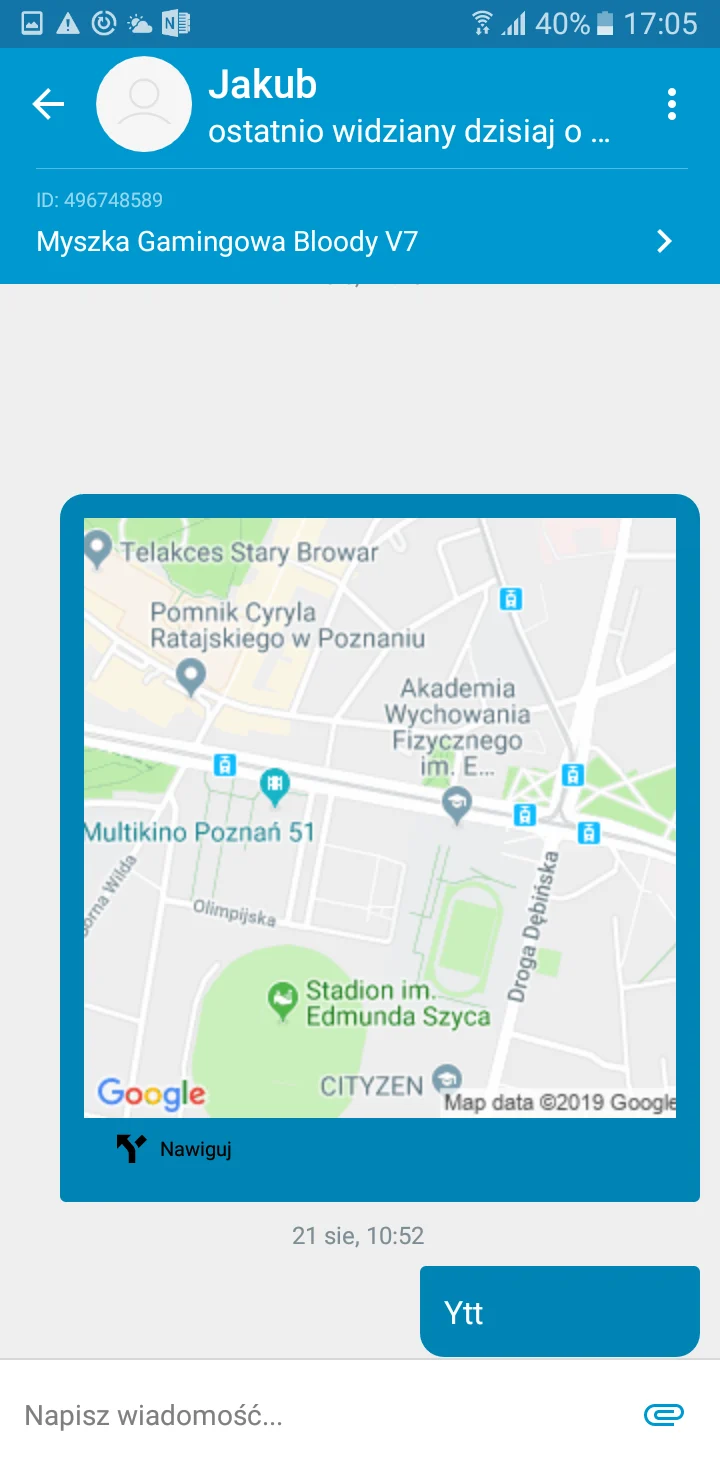 40% 17:05
Jakub
ostatnio widziany dzisiaj o ...
ID: 496748589
Myszka Gamingowa Bloody V7
Telakces Stary Browar
Pomnik Cyryla
Ratajskiego w Poznaniu
Akademia
Wychowania
Fizycznego
im. E...
Multikino Poznań 51
órna Wilda
Olimpijska
Droga Dębińska
Stadion im.
Edmunda Szyca
CITYZEN
Google
Map data ©2019 Google
Nawiguj
21 sie, 10:52
Ytt
Napisz wiadomość...